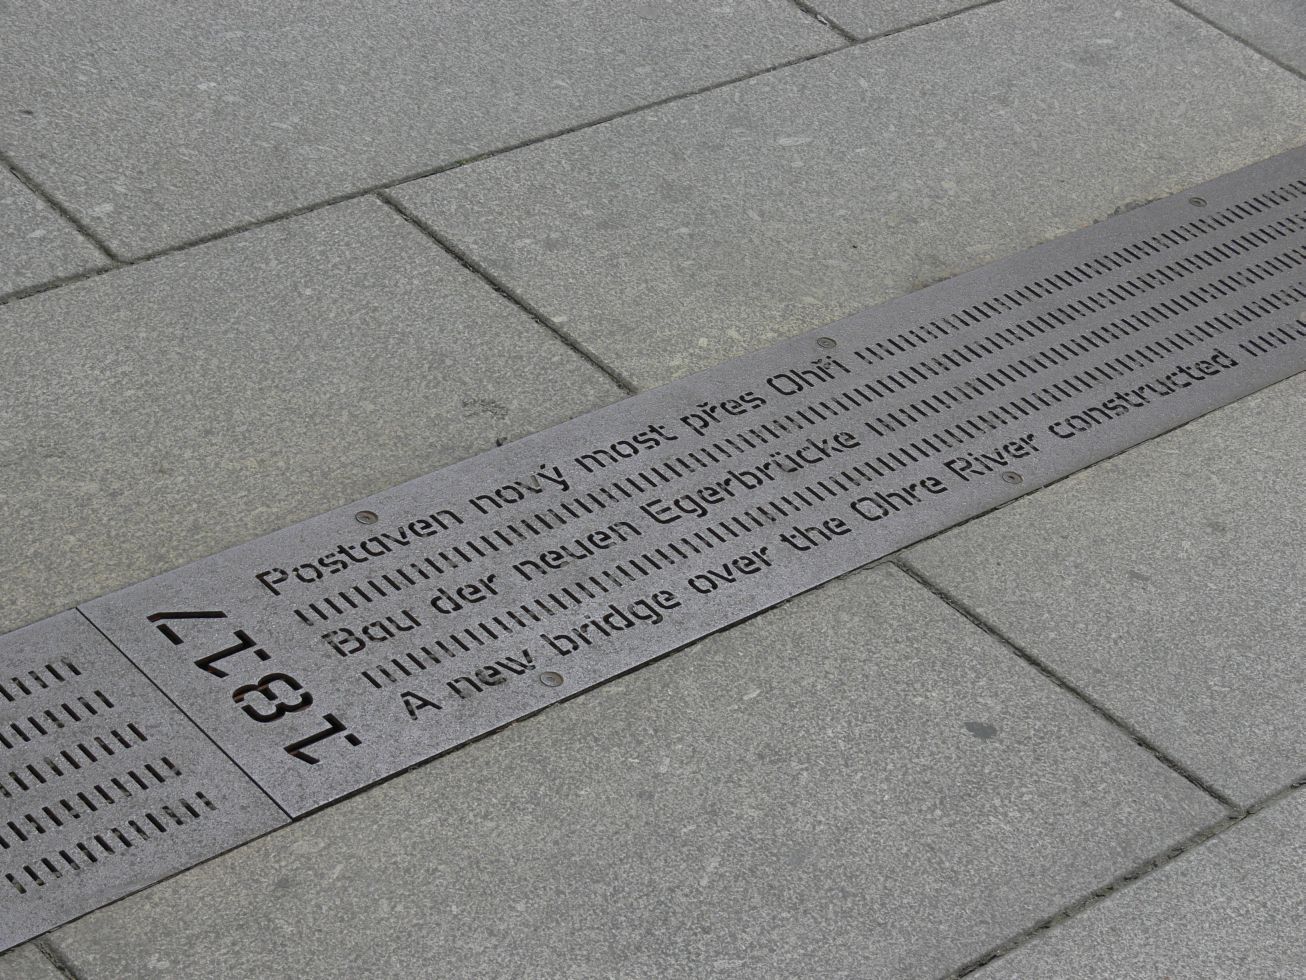 1817
Postaven nový most přes Ohři
Bau der neuen Egerbrücke
A new bridge over the Ohre River constructed